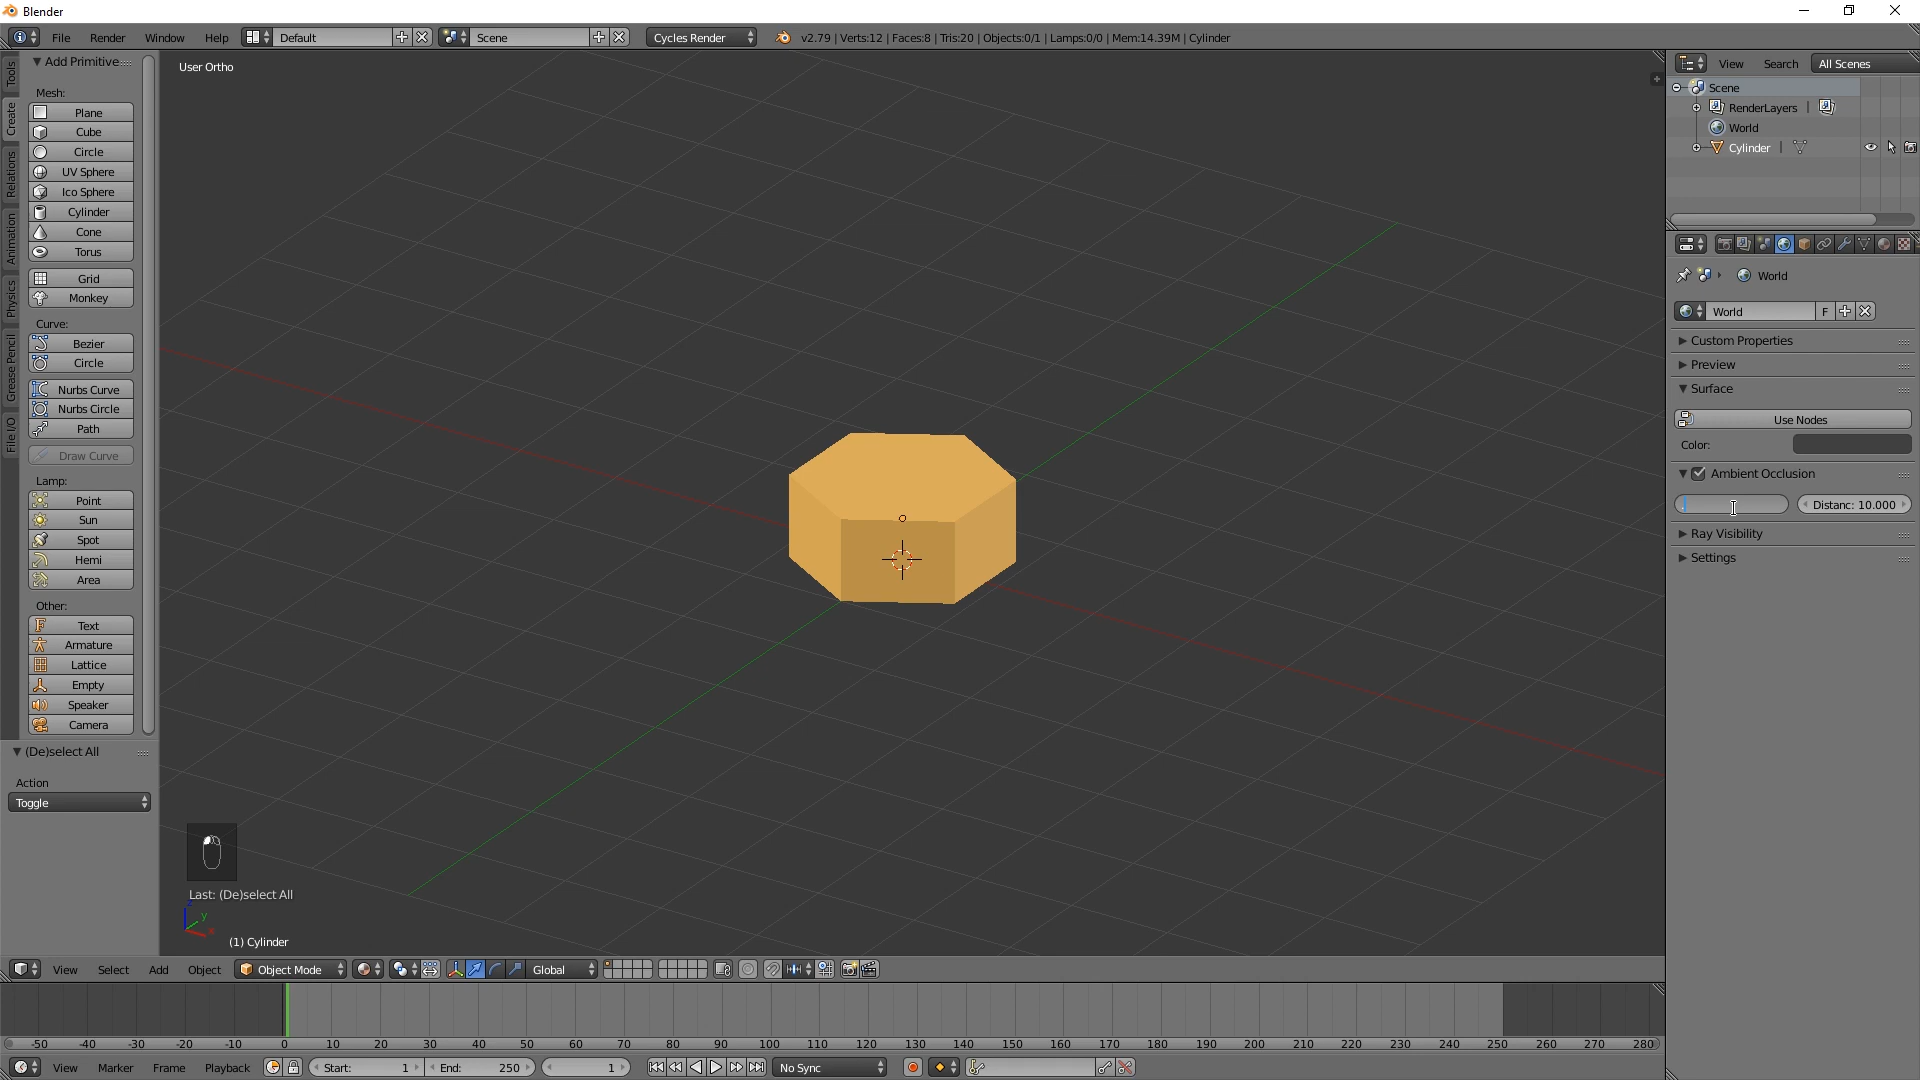 Blender
File Render Window Help Default Scene Cycles Render v2.79 | Verts:12 | Faces:8 | Tris:20 | Objects:0/1 | Lamps:0/0 | Mem:14.39M | Cylinder
Tools
Create
Relations
Animation
Physics
Grease Pencil
File I/O
Add Primitive
Mesh:
Plane
Cube
Circle
UV Sphere
Ico Sphere
Cylinder
Cone
Torus
Grid
Monkey
Curve:
Bezier
Circle
Nurbs Curve
Nurbs Circle
Path
Draw Curve
Lamp:
Point
Sun
Spot
Hemi
Area
Other:
Text
Armature
Lattice
Empty
Speaker
Camera
(De)select All
Action
Toggle
User Ortho
Last: (De)select All
y
x
(1) Cylinder
View Select Add Object Object Mode Global
-50 -40 -30 -20 -10 0 10 20 30 40 50 60 70 80 90 100 110 120 130 140 150 160 170 180 190 200 210 220 230 240 250 260 270 280
View Marker Frame Playback Start: 1 End: 250 1 No Sync
View Search All Scenes
Scene
RenderLayers |
World
Cylinder |
World
World F
Custom Properties
Preview
Surface
Use Nodes
Color:
Ambient Occlusion
Distanc: 10.000
Ray Visibility
Settings